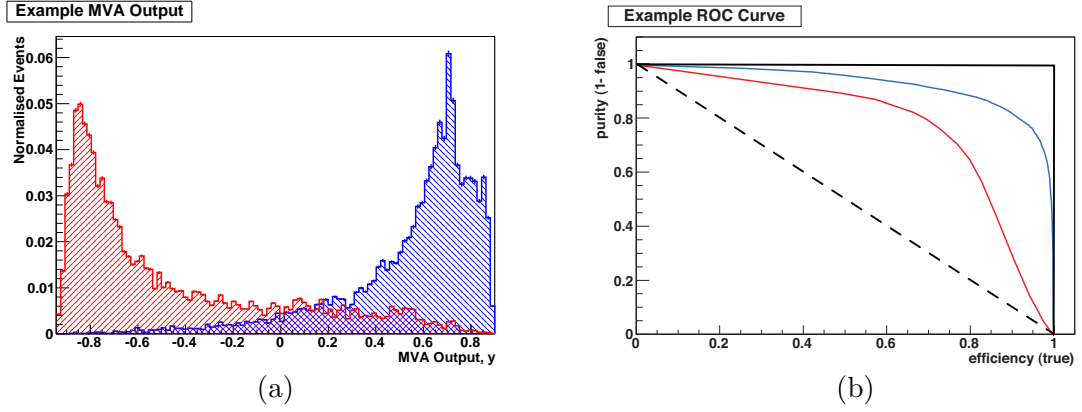 Example MVA Output
Normalised Events
0.06
0.05
0.04
0.03
0.02
0.01
0
-0.8 -0.6 -0.4 -0.2 0 0.2 0.4 0.6 0.8
MVA Output, y
(a)
Example ROC Curve
purity (1- false)
1
0.8
0.6
0.4
0.2
0
0 0.2 0.4 0.6 0.8 1
efficiency (true)
(b)